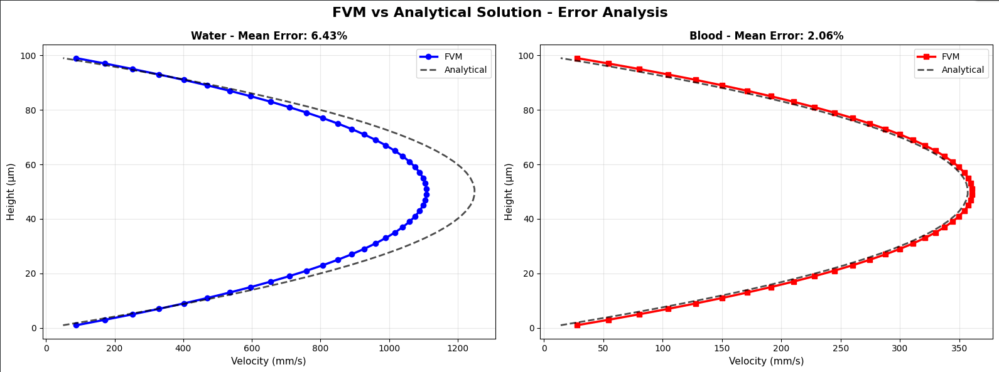 FVM vs Analytical Solution - Error Analysis
Water - Mean Error: 6.43%
FVM
Analytical
Height (µm)
100
80
60
40
20
0
0 200 400 600 800 1000 1200
Velocity (mm/s)
Blood - Mean Error: 2.06%
FVM
Analytical
Height (µm)
100
80
60
40
20
0
0 50 100 150 200 250 300 350
Velocity (mm/s)